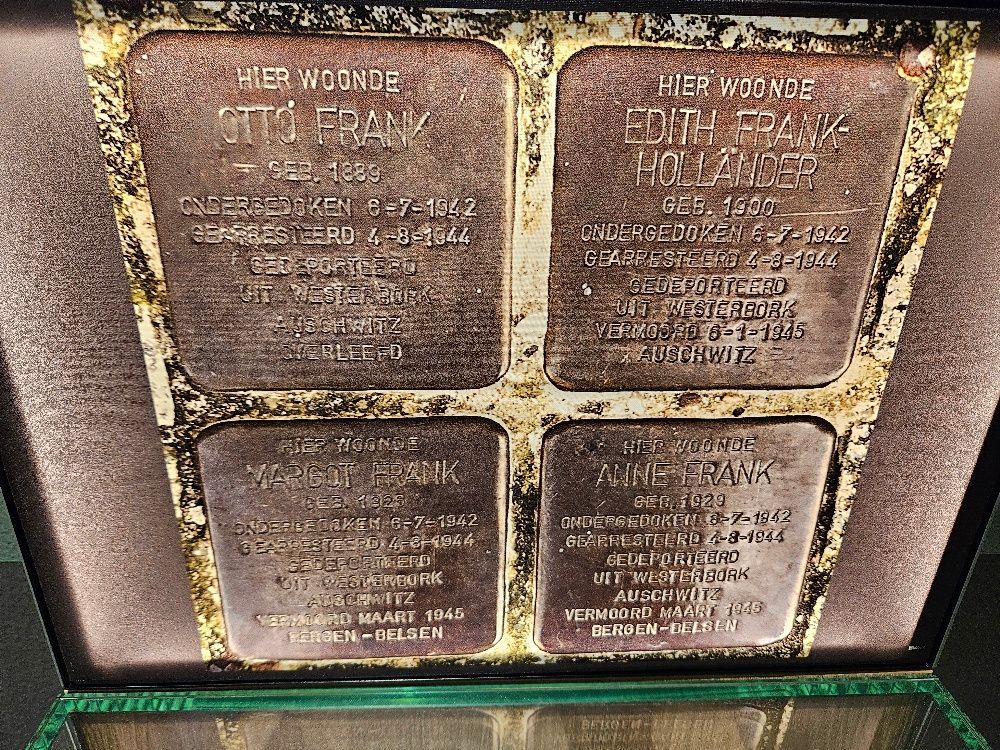 HIER WOONDE
OTTO FRANK
GEB. 1889
ONDERGEDOKEN 6-7-1942
GEARRESTEERD 4-8-1944
GEDEPORTEERD
UIT WESTERBORK
AUSCHWITZ
OVERLEEFD
HIER WOONDE
EDITH FRANK-
HOLLÄNDER
GEB. 1900
ONDERGEDOKEN 6-7-1942
GEARRESTEERD 4-8-1944
GEDEPORTEERD
UIT WESTERBORK
VERMOORD 6-1-1945
AUSCHWITZ
HIER WOONDE
MARGOT FRANK
GEB. 1926
ONDERGEDOKEN 6-7-1942
GEARRESTEERD 4-8-1944
GEDEPORTEERD
UIT WESTERBORK
AUSCHWITZ
VERMOORD MAART 1945
BERGEN-BELSEN
HIER WOONDE
ANNE FRANK
GEB. 1929
ONDERGEDOKEN 6-7-1942
GEARRESTEERD 4-8-1944
GEDEPORTEERD
UIT WESTERBORK
AUSCHWITZ
VERMOORD MAART 1945
BERGEN-BELSEN